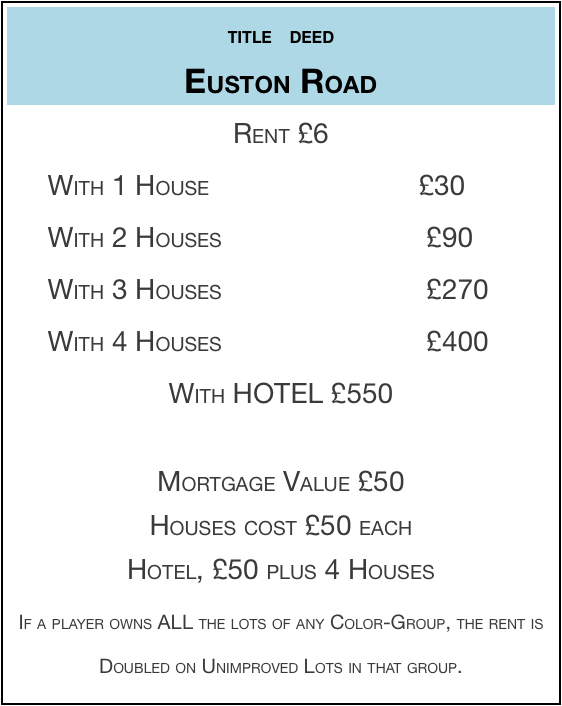 TITLE DEED
Euston Road
Rent £6
With 1 House £30
With 2 Houses £90
With 3 Houses £270
With 4 Houses £400
With HOTEL £550
Mortgage Value £50
Houses cost £50 each
Hotel, £50 plus 4 Houses
If a player owns ALL the lots of any Color-Group, the rent is
Doubled on Unimproved Lots in that group.